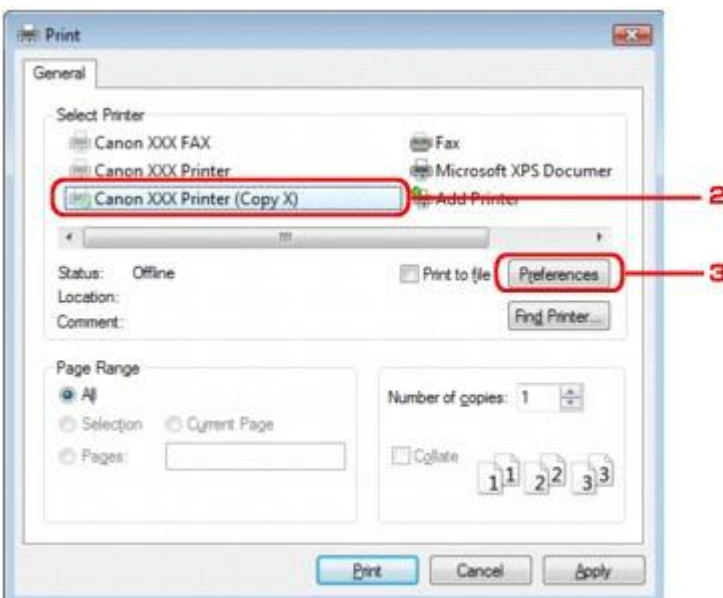 Print
General
Select Printer
Canon XXX FAX Fax
Canon XXX Printer Microsoft XPS Documer
Canon XXX Printer (Copy X) Add Printer 2
Status: Offline Print to file Preferences 3
Location:
Comment: Find Printer...
Page Range
All Number of copies: 1
Selection Current Page
Pages: Collate
1 1 2 2 3 3
Print Cancel Apply